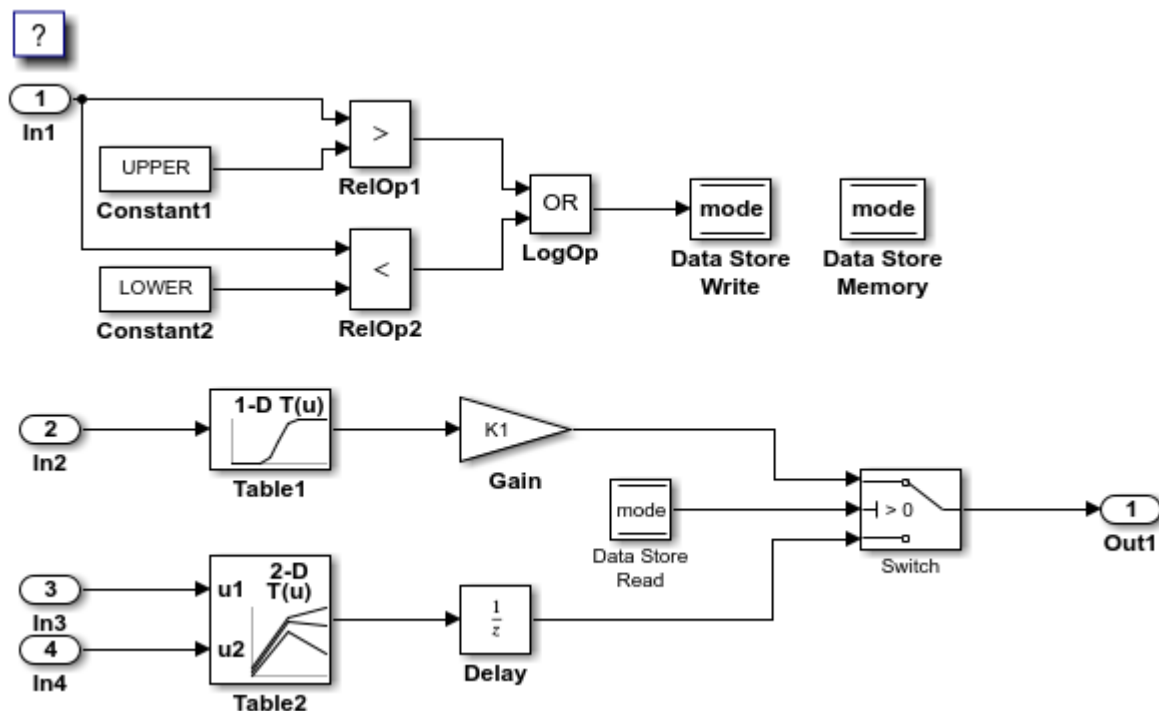 ?
1
In1
UPPER
Constant1
>
RelOp1
LOWER
Constant2
<
RelOp2
OR
LogOp
mode
Data Store
Write
mode
Data Store
Memory
2
In2
1-D T(u)
Table1
K1
Gain
mode
Data Store
Read
> 0
Switch
1
Out1
3
In3
4
In4
u1
u2
2-D
T(u)
Table2
1
z
Delay